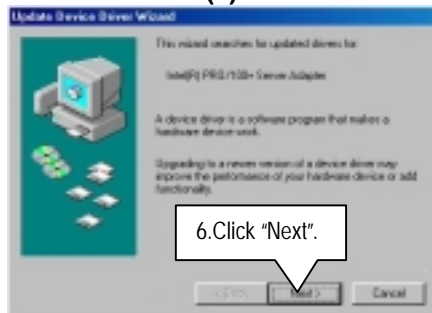 Update Device Driver Wizard
This wizard searches for updated drivers for:
Intel(R) PRO/100+ Server Adapter
A device driver is a software program that makes a
hardware device work.
Upgrading to a newer version of a device driver may
improve the performance of your hardware device or add
functionality.
6.Click “Next”.
< Back
Next >
Cancel